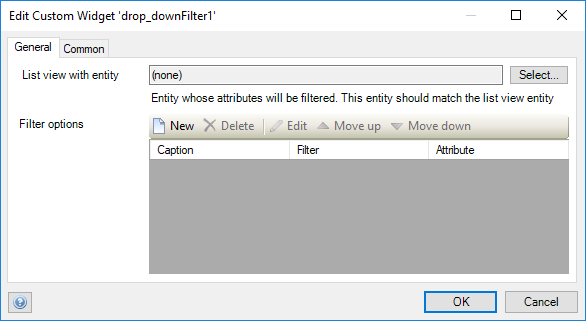 Edit Custom Widget 'drop_downFilter1'
General Common
List view with entity (none) Select...
Entity whose attributes will be filtered. This entity should match the list view entity
Filter options New Delete Edit Move up Move down
Caption Filter Attribute
? OK Cancel